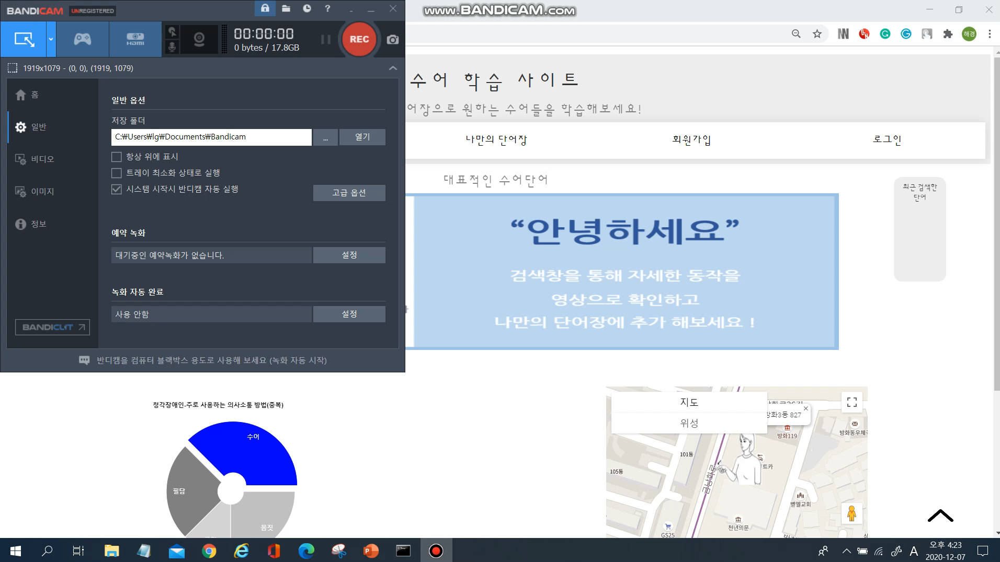 BANDICAM UNREGISTERED
www.BANDICAM.com
HDMI
00:00:00
0 bytes / 17.8GB
REC
1919x1079 - (0, 0), (1919, 1079)
홈
일반
비디오
이미지
정보
BANDICUT
일반 옵션
저장 폴더
C:₩Users₩lg₩Documents₩Bandicam
...
열기
항상 위에 표시
트레이 최소화 상태로 실행
시스템 시작시 반디캠 자동 실행
고급 옵션
예약 녹화
대기중인 예약녹화가 없습니다.
설정
녹화 자동 완료
사용 안함
설정
반디캠을 컴퓨터 블랙박스 용도로 사용해 보세요 (녹화 자동 시작)
해경
수어 학습 사이트
어장으로 원하는 수어들을 학습해보세요!
나만의 단어장
회원가입
로그인
대표적인 수어단어
최근 검색한
단어
“안녕하세요”
검색창을 통해 자세한 동작을
영상으로 확인하고
나만의 단어장에 추가 해보세요 !
청각장애인-주로 사용하는 의사소통 방법(중복)
수어
필담
몸짓
지도
위성
방화3동 827
방화119
방화동우체국
101동
105동
트카
금낭화로
벧엘교회
천년의문
GS25
A
오후 4:23
2020-12-07